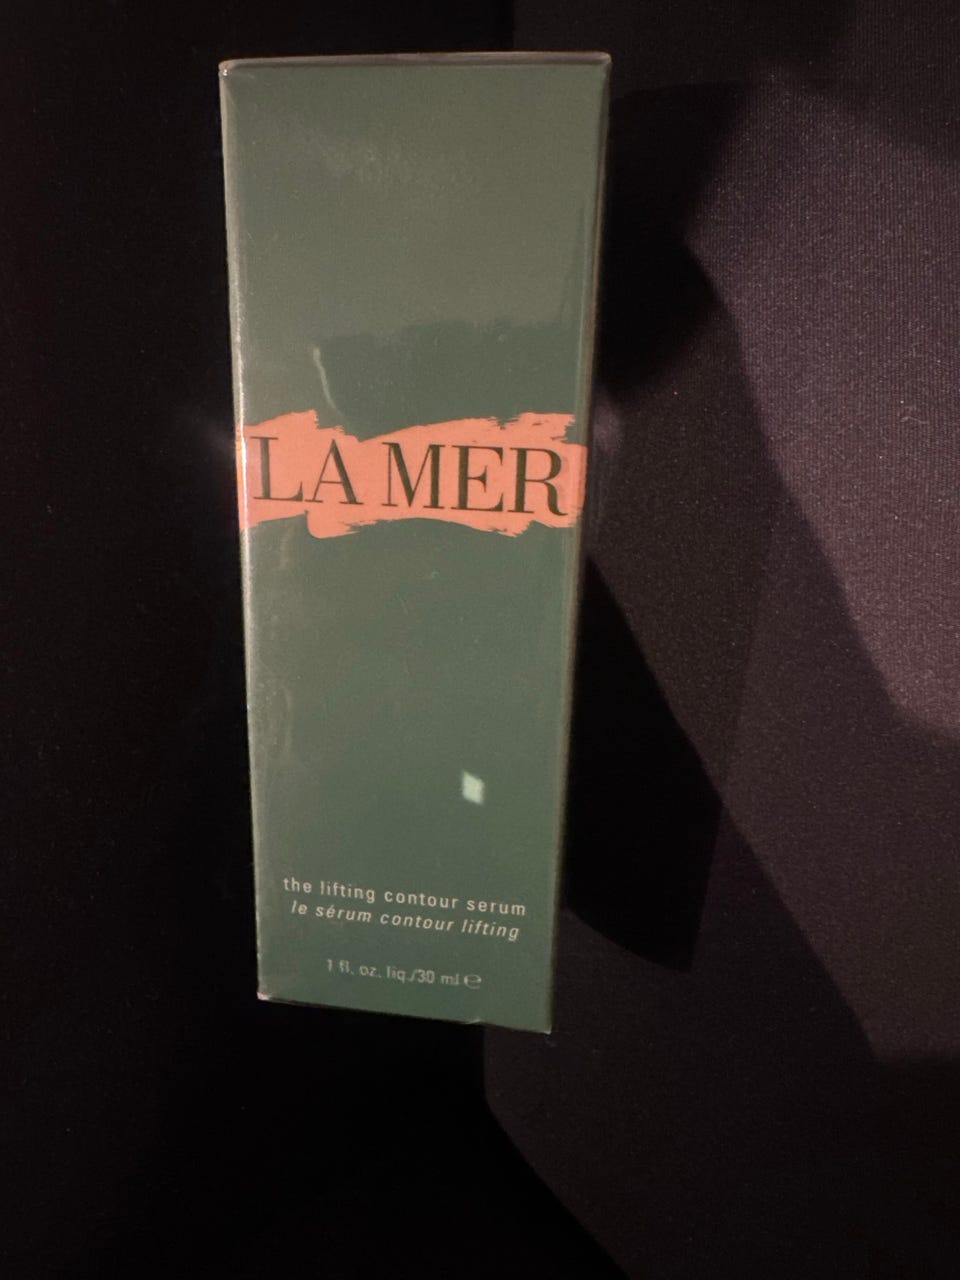 LA MER
the lifting contour serum
le sérum contour lifting
1 fl. oz. liq./30 ml ℮